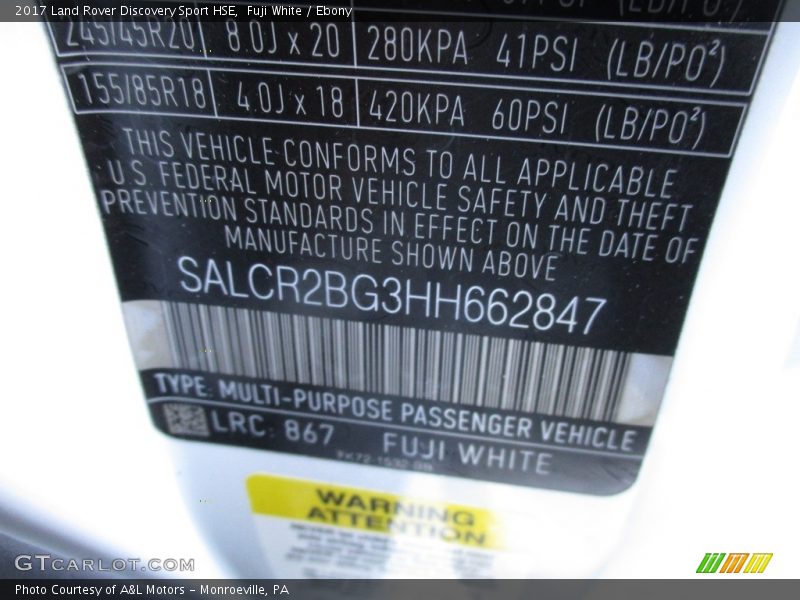 2017 Land Rover Discovery Sport HSE, Fuji White / Ebony
245/45R20 8.0J x 20 280KPA 41PSI (LB/PO²)
155/85R18 4.0J x 18 420KPA 60PSI (LB/PO²)
THIS VEHICLE CONFORMS TO ALL APPLICABLE
U.S. FEDERAL MOTOR VEHICLE SAFETY AND THEFT
PREVENTION STANDARDS IN EFFECT ON THE DATE OF
MANUFACTURE SHOWN ABOVE
SALCR2BG3HH662847
TYPE: MULTI-PURPOSE PASSENGER VEHICLE
LRC: 867 FUJI WHITE
WARNING
ATTENTION
GTCARLOT.COM
Photo Courtesy of A&L Motors – Monroeville, PA